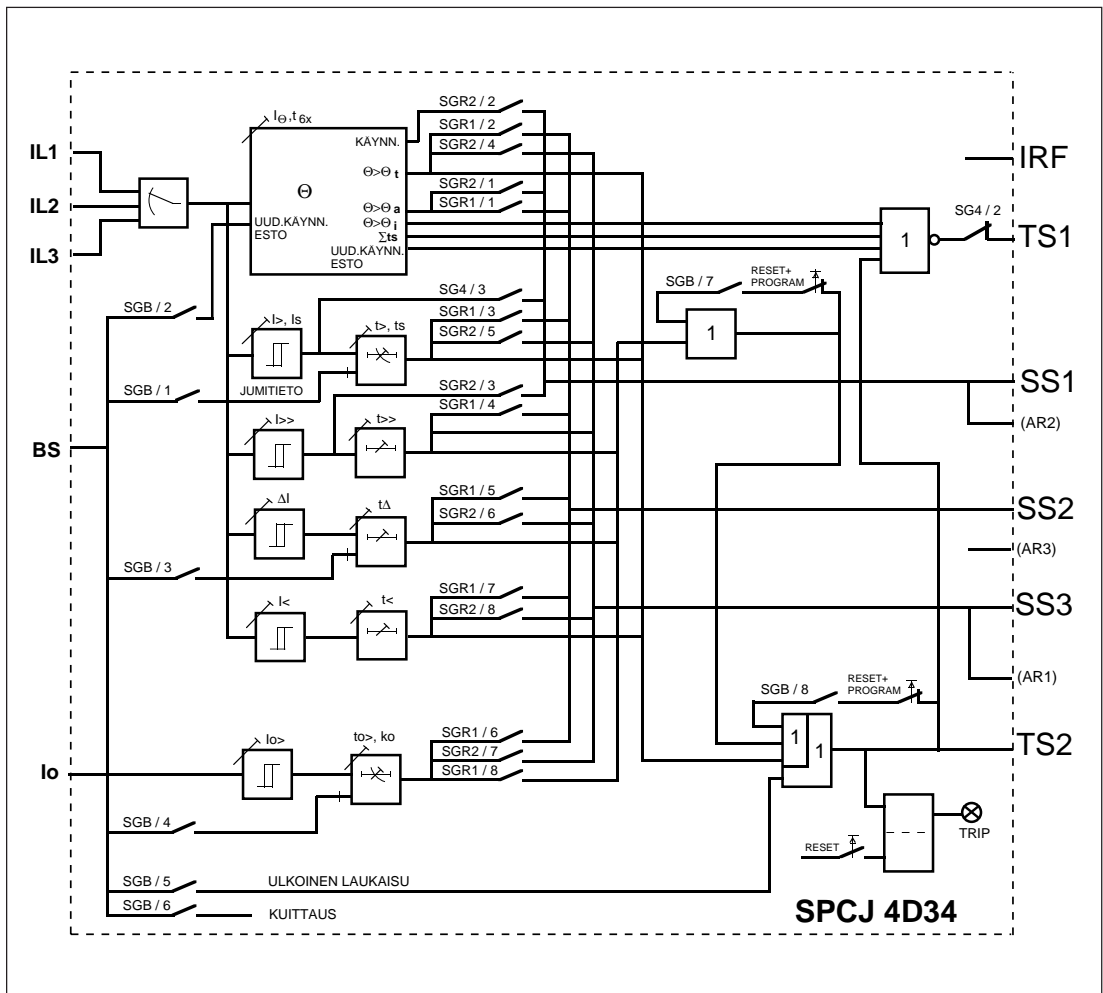 SGR2 / 2
IΘ,t6x
SGR1 / 2
KÄYNN.
SGR2 / 4
IL1
IRF
Θ>Θt
SGR2 / 1
Θ
IL2
Θ>Θa
SGR1 / 1
SG4 / 2
UUD.KÄYNN.
ESTO
Θ>Θi
Σts
1
TS1
IL3
UUD.KÄYNN.
ESTO
SGB / 7
RESET+
PROGRAM
SG4 / 3
SGB / 2
I>, Is
t>, ts
SGR1 / 3
SGR2 / 5
1
SS1
SGB / 1
JUMITIETO
SGR2 / 3
SGR1 / 4
(AR2)
I>>
t>>
BS
SGR1 / 5
ΔI
tΔ
SS2
SGR2 / 6
(AR3)
SGB / 3
SGR1 / 7
I<
t<
SS3
SGR2 / 8
RESET+
PROGRAM
(AR1)
SGB / 8
SGR1 / 6
Io>
to>, ko
SGR2 / 7
1
1
TS2
SGR1 / 8
Io
SGB / 4
TRIP
RESET
SGB / 5
ULKOINEN LAUKAISU
SGB / 6
KUITTAUS
SPCJ 4D34